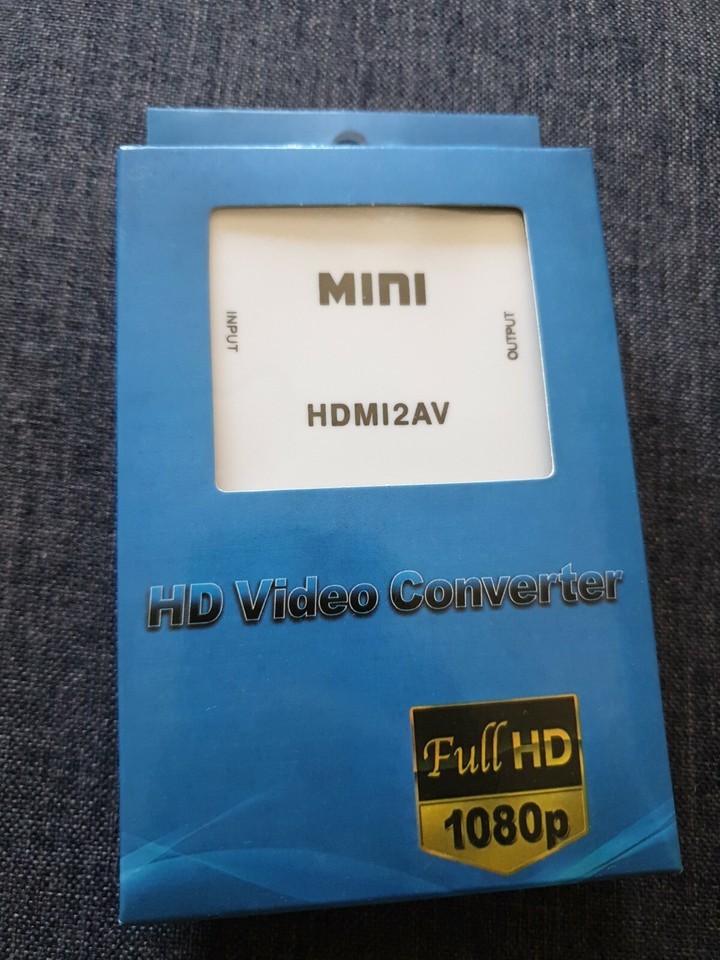 MINI
INPUT
OUTPUT
HDMI2AV
HD Video Converter
Full HD
1080p